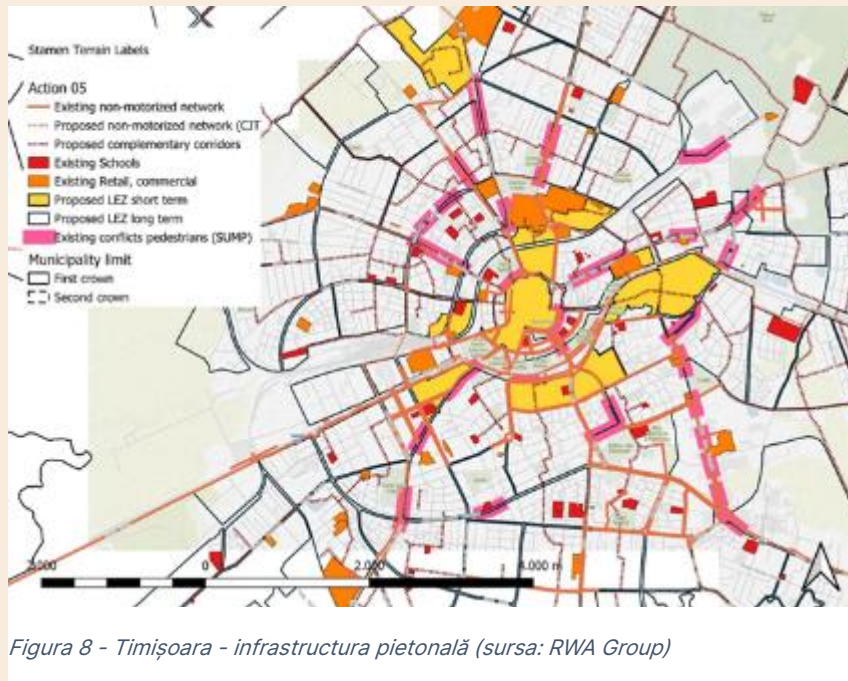 Stamen Terrain Labels
Action 05
Existing non-motorized network
Proposed non-motorized network (CJT
Proposed complementary corridors
Existing Schools
Existing Retail, commercial
Proposed LEZ short term
Proposed LEZ long term
Existing conflicts pedestrians (SUMP)
Municipality limit
First crown
Second crown
0
2.000
4.000 m
Figura 8 - Timișoara - infrastructura pietonală (sursa: RWA Group)